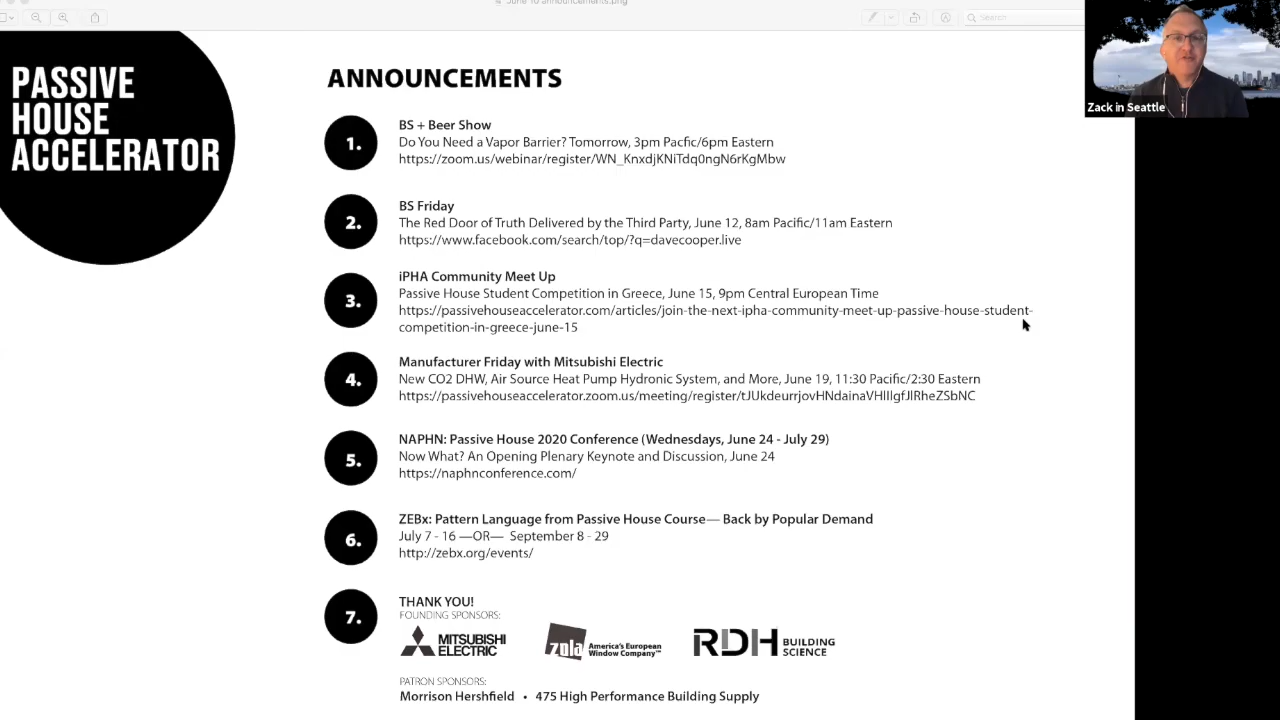 June 10 announcements.png
Search
Zack in Seattle
PASSIVE
HOUSE
ACCELERATOR
ANNOUNCEMENTS
1.
BS + Beer Show
Do You Need a Vapor Barrier? Tomorrow, 3pm Pacfic/6pm Eastern
https://zoom.us/webinar/register/WN_KnxdjKNiTdq0ngN6rKgMbw
2.
BS Friday
The Red Door of Truth Delivered by the Third Party, June 12, 8am Pacific/11am Eastern
https://www.facebook.com/search/top/?q=davecooper.live
3.
iPHA Community Meet Up
Passive House Student Competition in Greece, June 15, 9pm Central European Time
https://passivehouseaccelerator.com/articles/join-the-next-ipha-community-meet-up-passive-house-student-
competition-in-greece-june-15
4.
Manufacturer Friday with Mitsubishi Electric
New CO2 DHW, Air Source Heat Pump Hydronic System, and More, June 19, 11:30 Pacific/2:30 Eastern
https://passivehouseaccelerator.zoom.us/meeting/register/tJUkdeurrjovHNdainaVHIlIgfJlRheZSbNC
5.
NAPHN: Passive House 2020 Conference (Wednesdays, June 24 - July 29)
Now What? An Opening Plenary Keynote and Discussion, June 24
https://naphnconference.com/
6.
ZEBx: Pattern Language from Passive House Course— Back by Popular Demand
July 7 - 16 —OR— September 8 - 29
http://zebx.org/events/
7.
THANK YOU!
FOUNDING SPONSORS:
MITSUBISHI
ELECTRIC
zola
America's European
Window Company™
RDH BUILDING
SCIENCE
PATRON SPONSORS:
Morrison Hershfield • 475 High Performance Building Supply